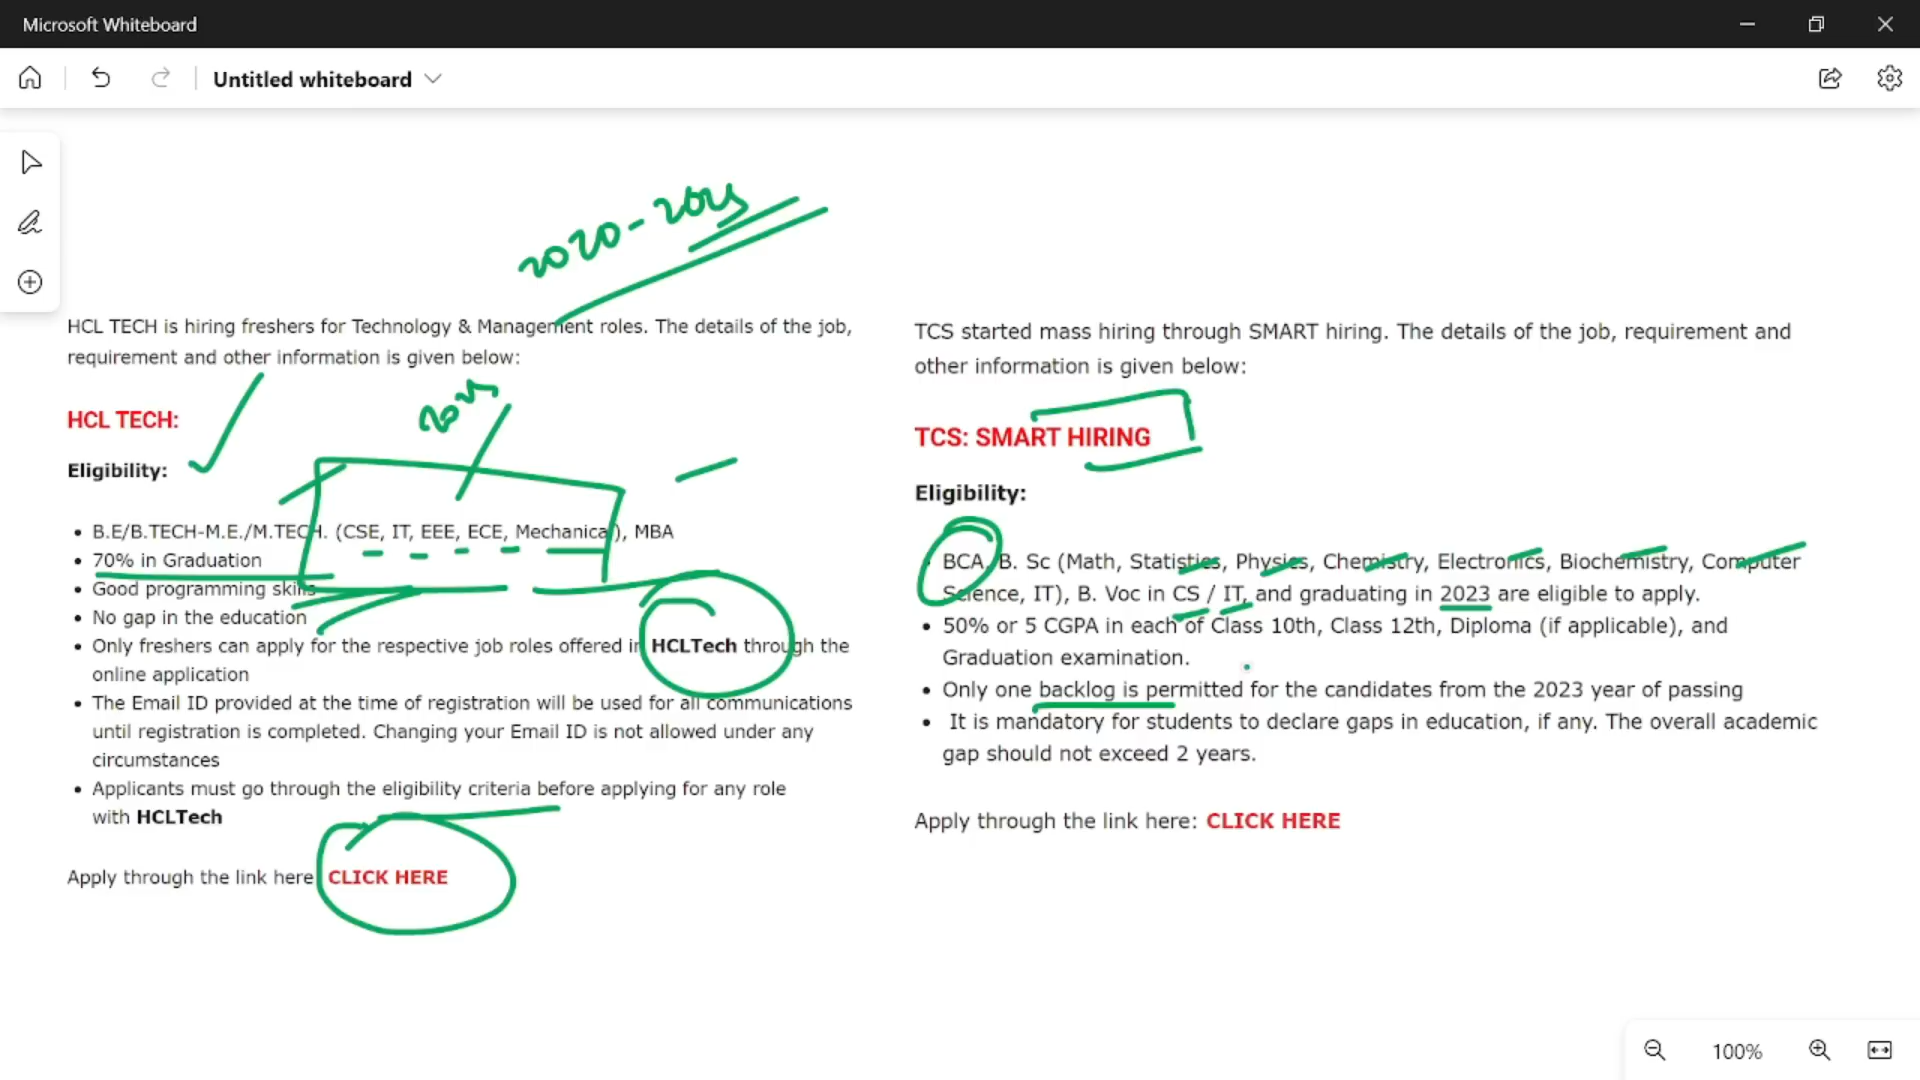 Microsoft Whiteboard
Untitled whiteboard
2020-2023
HCL TECH is hiring freshers for Technology & Management roles. The details of the job,
requirement and other information is given below:
HCL TECH:
Eligibility:
B.E/B.TECH-M.E./M.TECH. (CSE, IT, EEE, ECE, Mechanical), MBA
70% in Graduation
Good programming skills
No gap in the education
Only freshers can apply for the respective job roles offered in HCLTech through the
online application
The Email ID provided at the time of registration will be used for all communications
until registration is completed. Changing your Email ID is not allowed under any
circumstances
Applicants must go through the eligibility criteria before applying for any role
with HCLTech
Apply through the link here CLICK HERE
TCS started mass hiring through SMART hiring. The details of the job, requirement and
other information is given below:
TCS: SMART HIRING
Eligibility:
BCA, B. Sc (Math, Statistics, Physics, Chemistry, Electronics, Biochemistry, Computer
Science, IT), B. Voc in CS / IT, and graduating in 2023 are eligible to apply.
50% or 5 CGPA in each of Class 10th, Class 12th, Diploma (if applicable), and
Graduation examination.
Only one backlog is permitted for the candidates from the 2023 year of passing
It is mandatory for students to declare gaps in education, if any. The overall academic
gap should not exceed 2 years.
Apply through the link here: CLICK HERE
100%